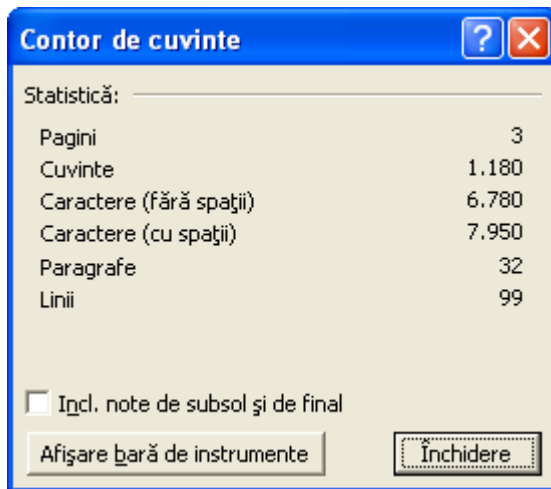 Contor de cuvinte
Statistică:
Pagini 3
Cuvinte 1.180
Caractere (fără spaţii) 6.780
Caractere (cu spaţii) 7.950
Paragrafe 32
Linii 99
Incl. note de subsol şi de final
Afişare bară de instrumente Închidere